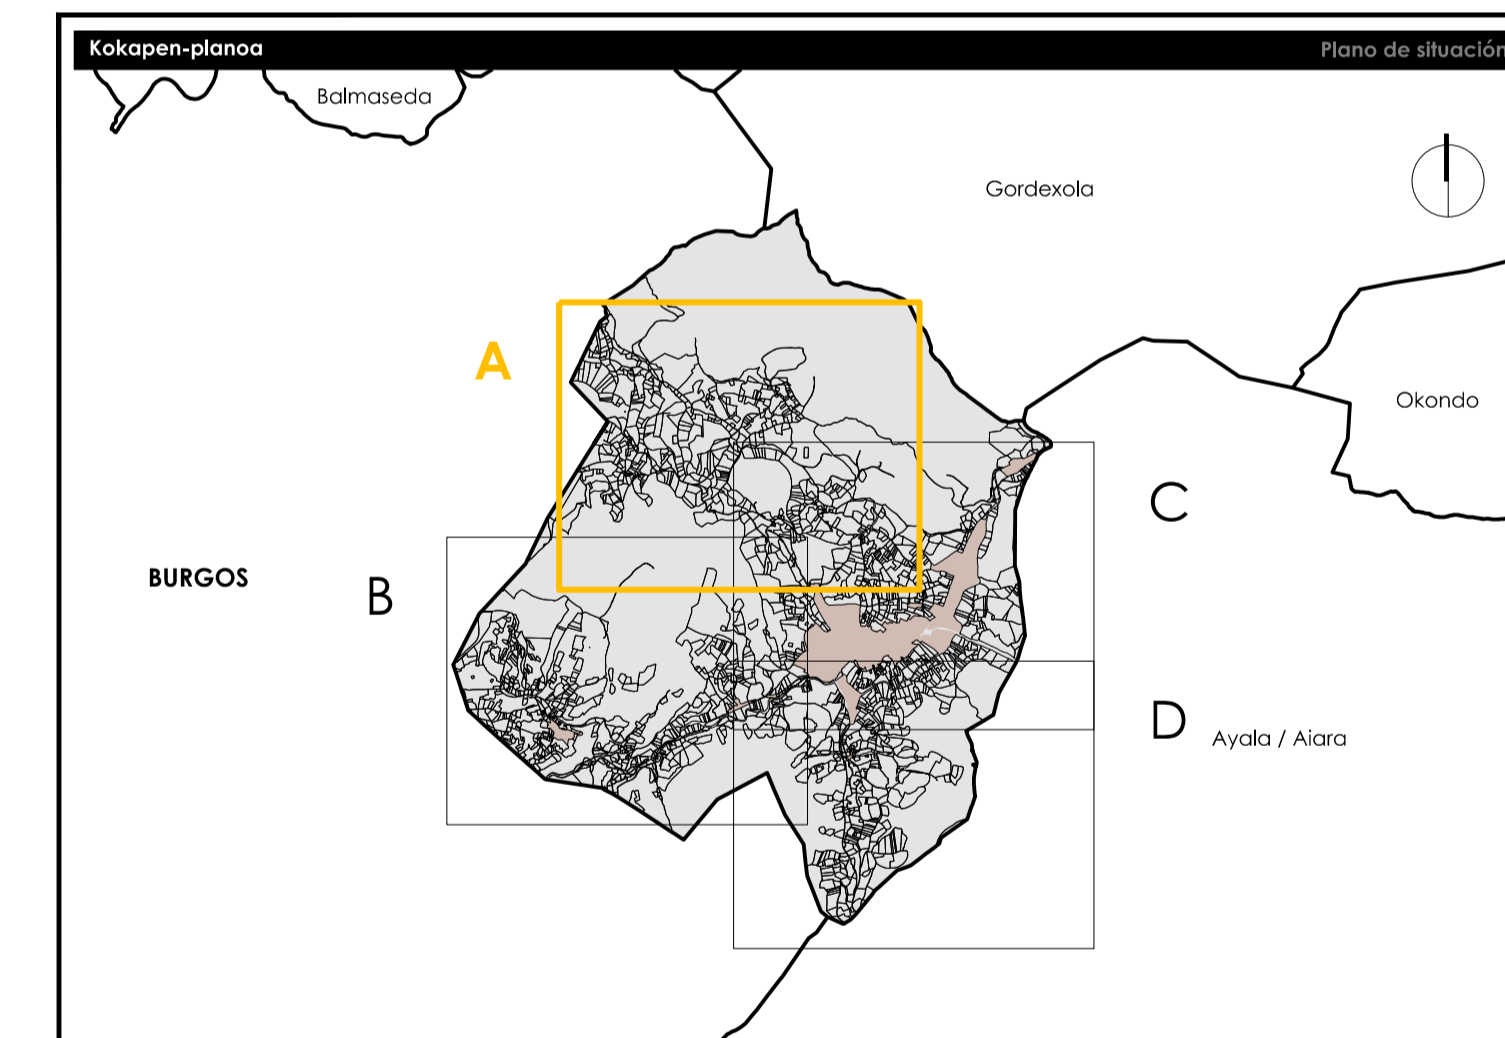 Kokapen-planoa
Plano de situación
Balmaseda
Gordexola
A
Okondo
C
BURGOS
B
D
Ayala / Aiara